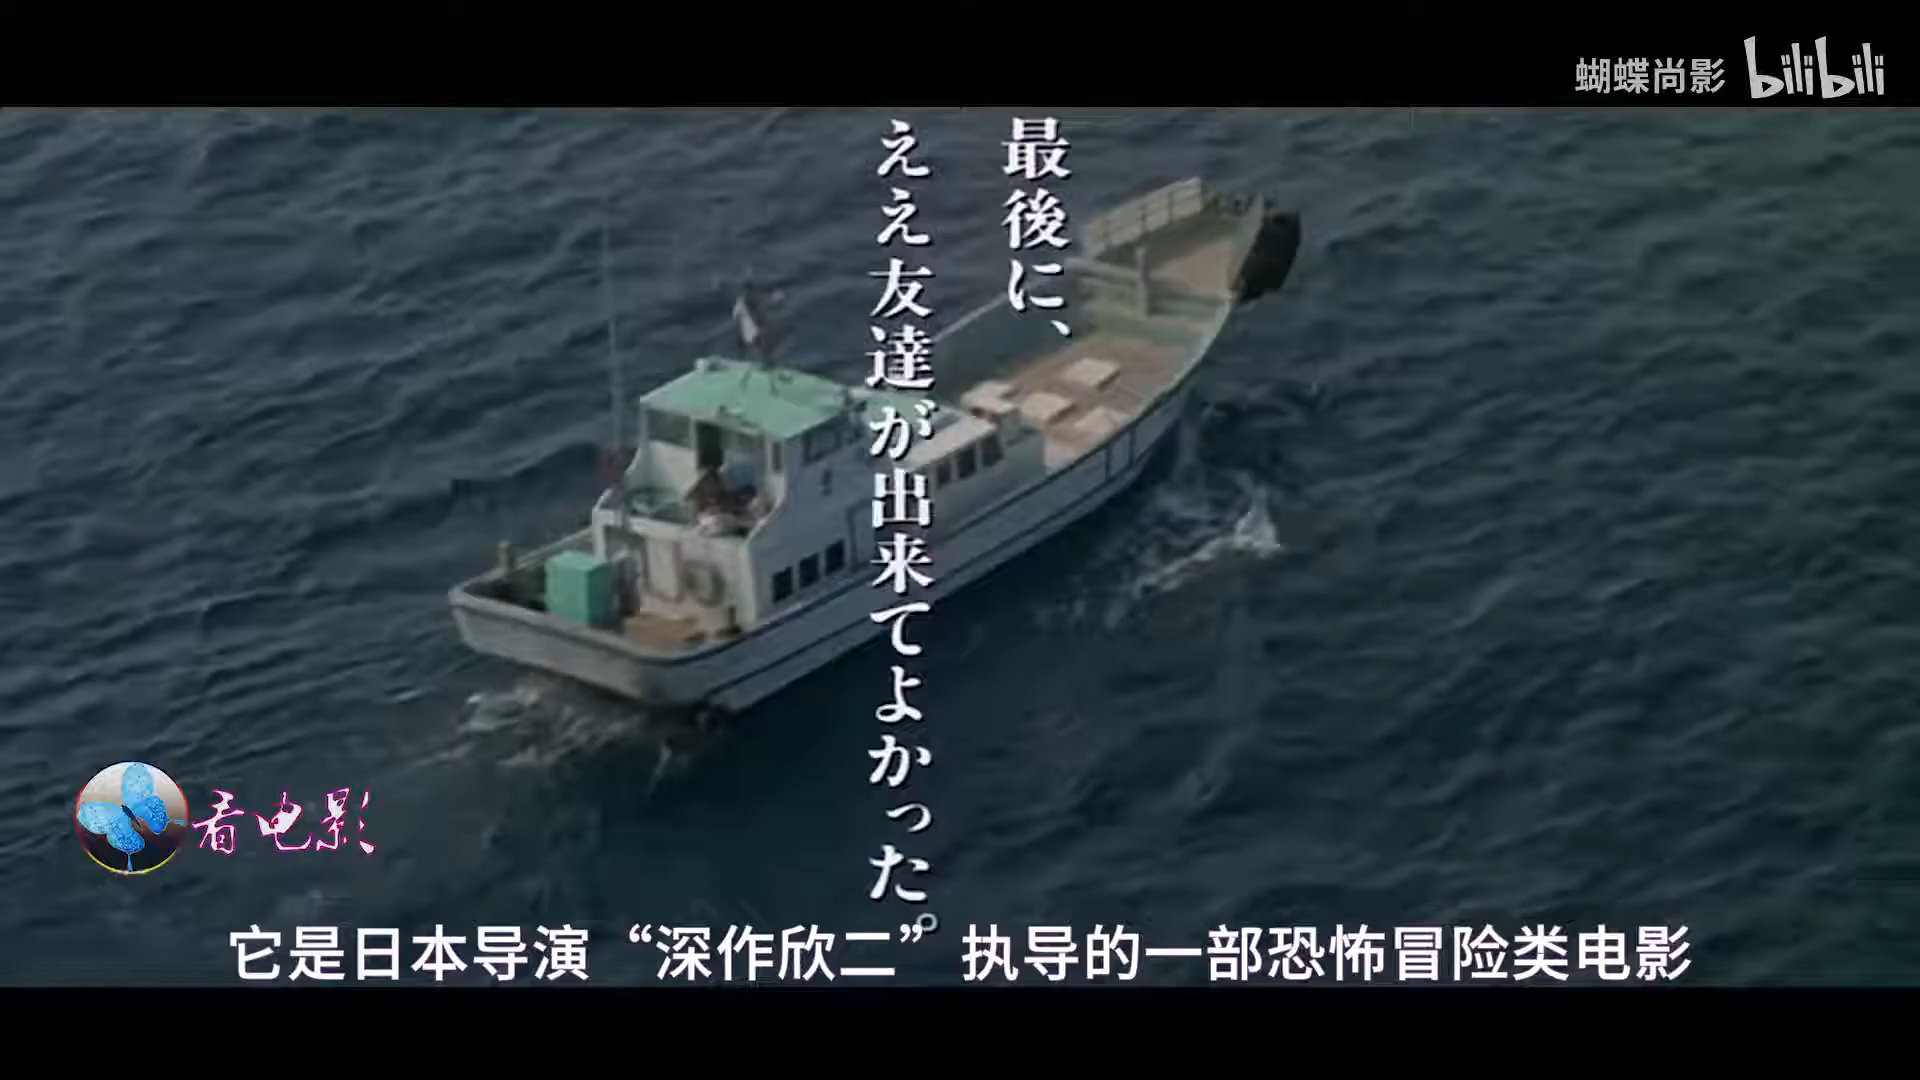 蝴蝶尚影 bilibili
最後に、
ええ友達が出来てよかった。
看电影
它是日本导演“深作欣二”执导的一部恐怖冒险类电影